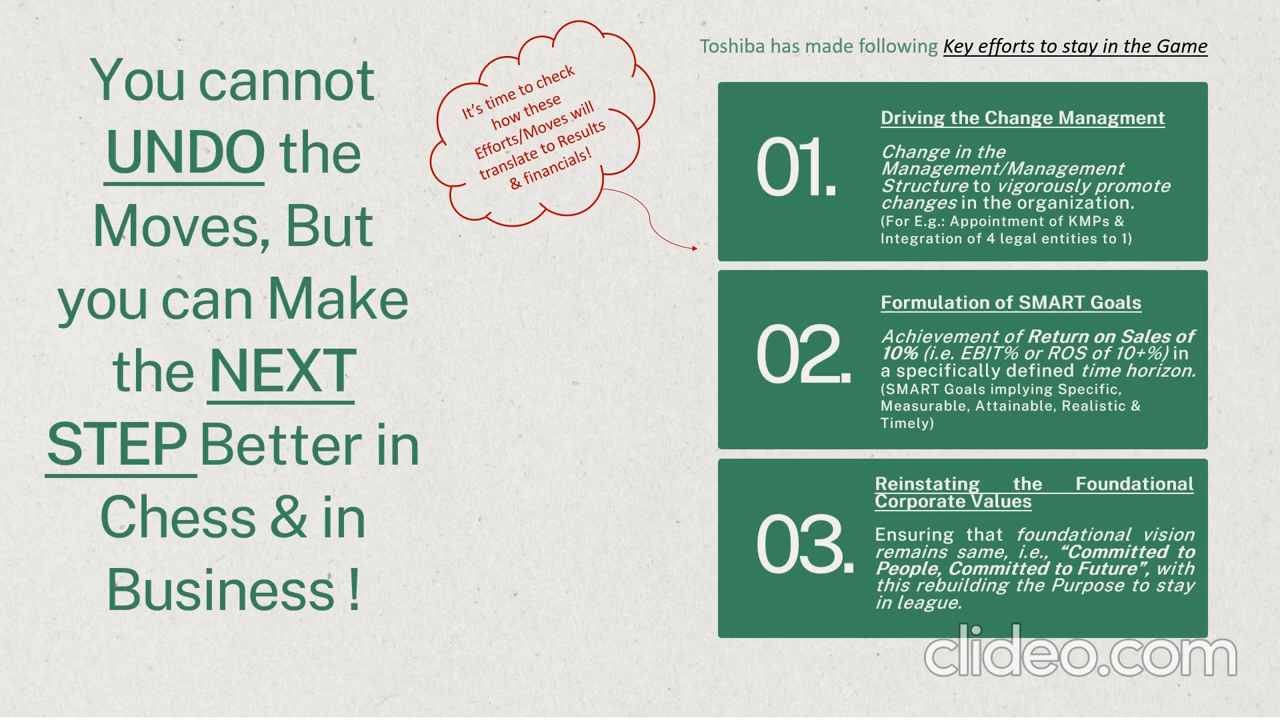 You cannot
UNDO the
Moves, But
you can Make
the NEXT
STEP Better in
Chess & in
Business !
It's time to check
how these
Efforts/Moves will
translate to Results
& financials!
Toshiba has made following Key efforts to stay in the Game
01.
Driving the Change Managment
Change in the
Management/Management
Structure to vigorously promote
changes in the organization.
(For E.g.: Appointment of KMPs &
Integration of 4 legal entities to 1)
02.
Formulation of SMART Goals
Achievement of Return on Sales of
10% (i.e. EBIT% or ROS of 10+%) in
a specifically defined time horizon.
(SMART Goals implying Specific,
Measurable, Attainable, Realistic &
Timely)
03.
Reinstating the Foundational
Corporate Values
Ensuring that foundational vision
remains same, i.e., “Committed to
People, Committed to Future”, with
this rebuilding the Purpose to stay
in league.
clideo.com